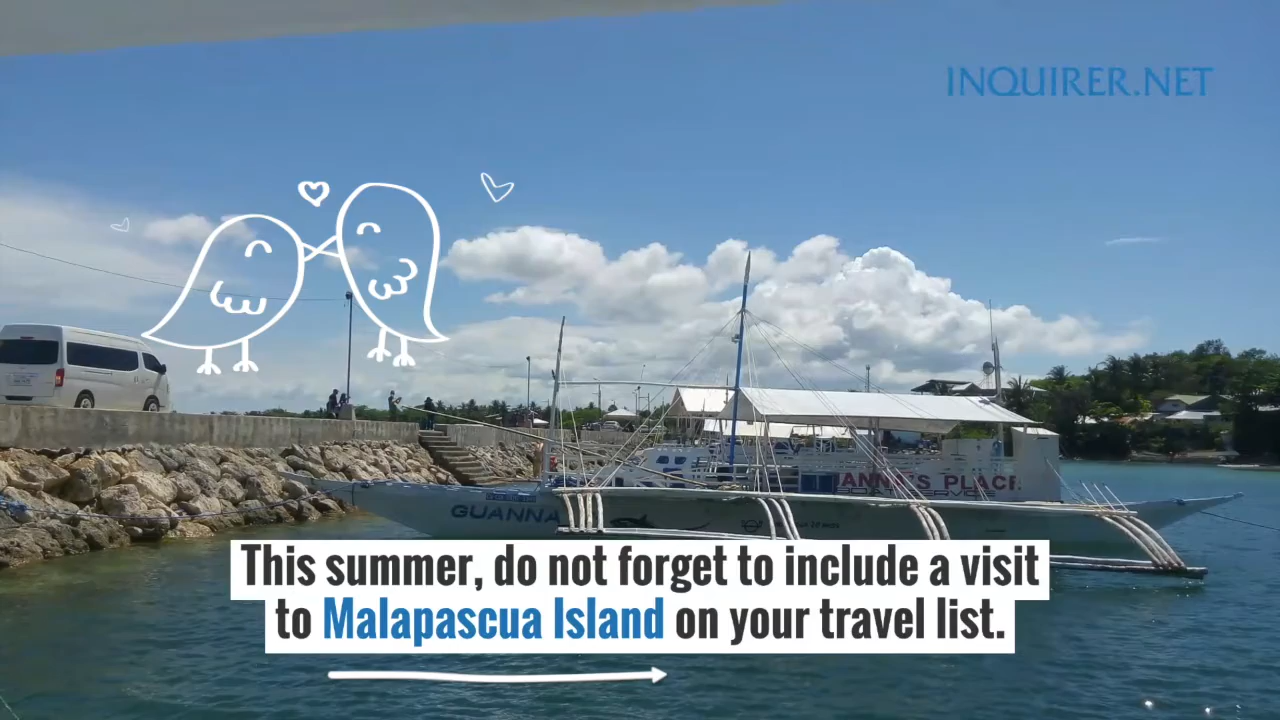 INQUIRER.NET
GUANNA
PLACE
This summer, do not forget to include a visit
to Malapascua Island on your travel list.